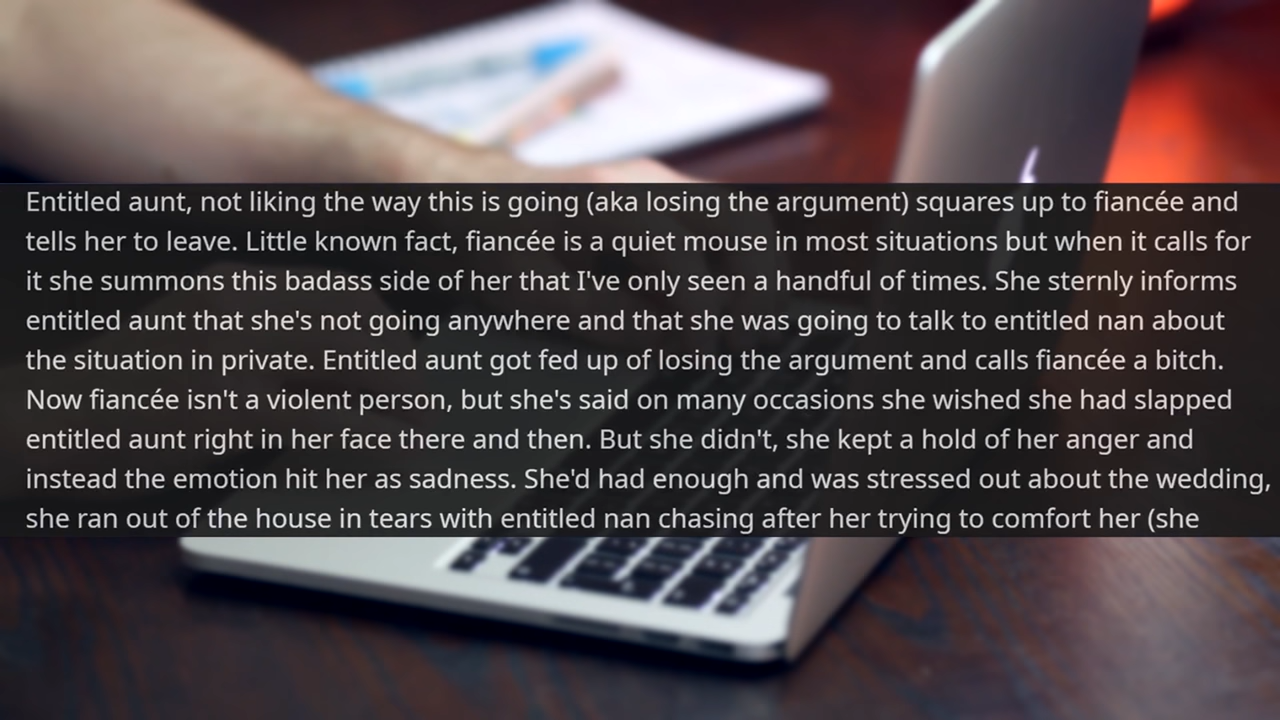 Entitled aunt, not liking the way this is going (aka losing the argument) squares up to fiancée and
tells her to leave. Little known fact, fiancée is a quiet mouse in most situations but when it calls for
it she summons this badass side of her that I've only seen a handful of times. She sternly informs
entitled aunt that she's not going anywhere and that she was going to talk to entitled nan about
the situation in private. Entitled aunt got fed up of losing the argument and calls fiancée a bitch.
Now fiancée isn't a violent person, but she's said on many occasions she wished she had slapped
entitled aunt right in her face there and then. But she didn't, she kept a hold of her anger and
instead the emotion hit her as sadness. She'd had enough and was stressed out about the wedding,
she ran out of the house in tears with entitled nan chasing after her trying to comfort her (she